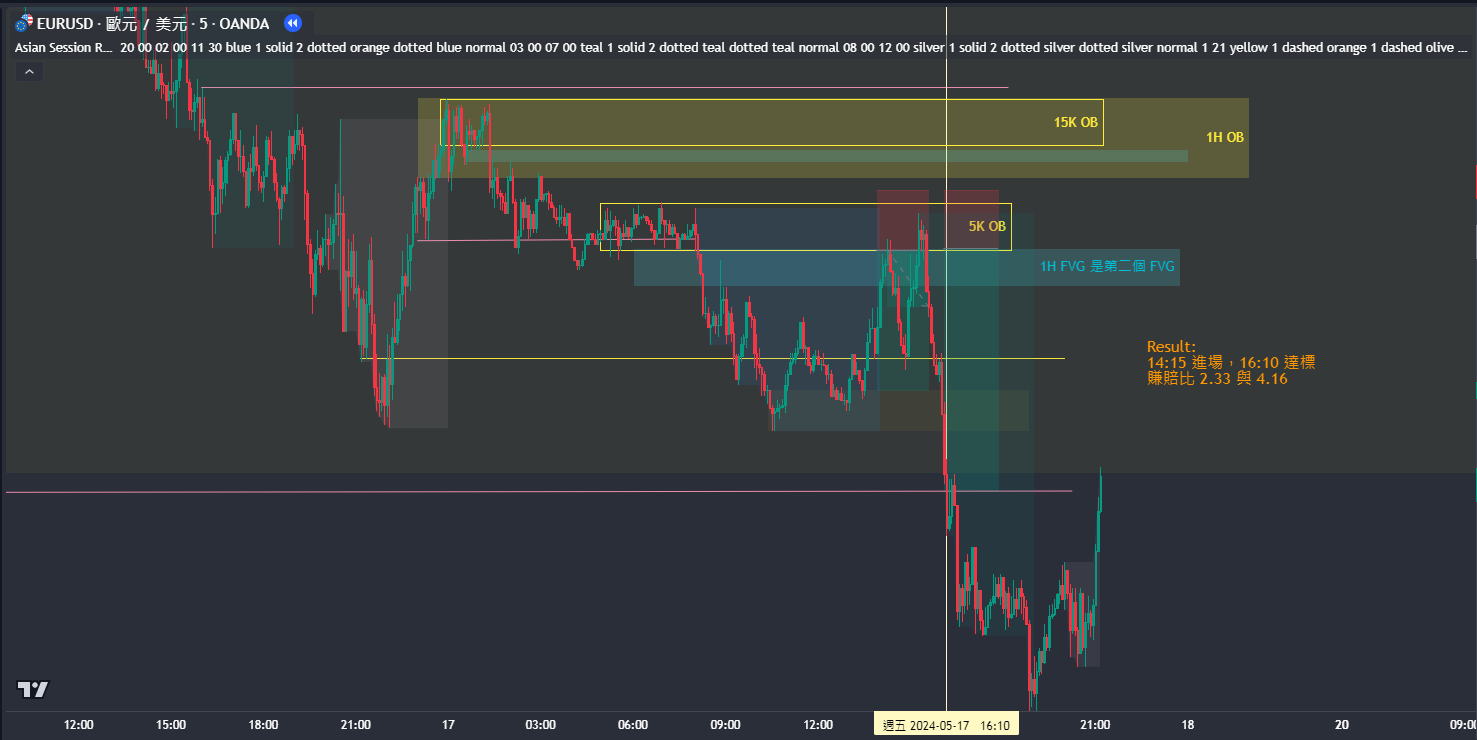 EURUSD · 歐元 / 美元 · 5 · OANDA
Asian Session R... 20 00 02 00 11 30 blue 1 solid 2 dotted orange dotted blue normal 03 00 07 00 teal 1 solid 2 dotted teal dotted teal normal 08 00 12 00 silver 1 solid 2 dotted silver dotted silver normal 1 21 yellow 1 dashed orange 1 dashed olive ...
15K OB
1H OB
5K OB
1H FVG 是第二個 FVG
Result:
14:15 進場，16:10 達標
賺賠比 2.33 與 4.16
12:00 15:00 18:00 21:00 17 03:00 06:00 09:00 12:00 週五 2024-05-17 16:10 21:00 18 20 09:00